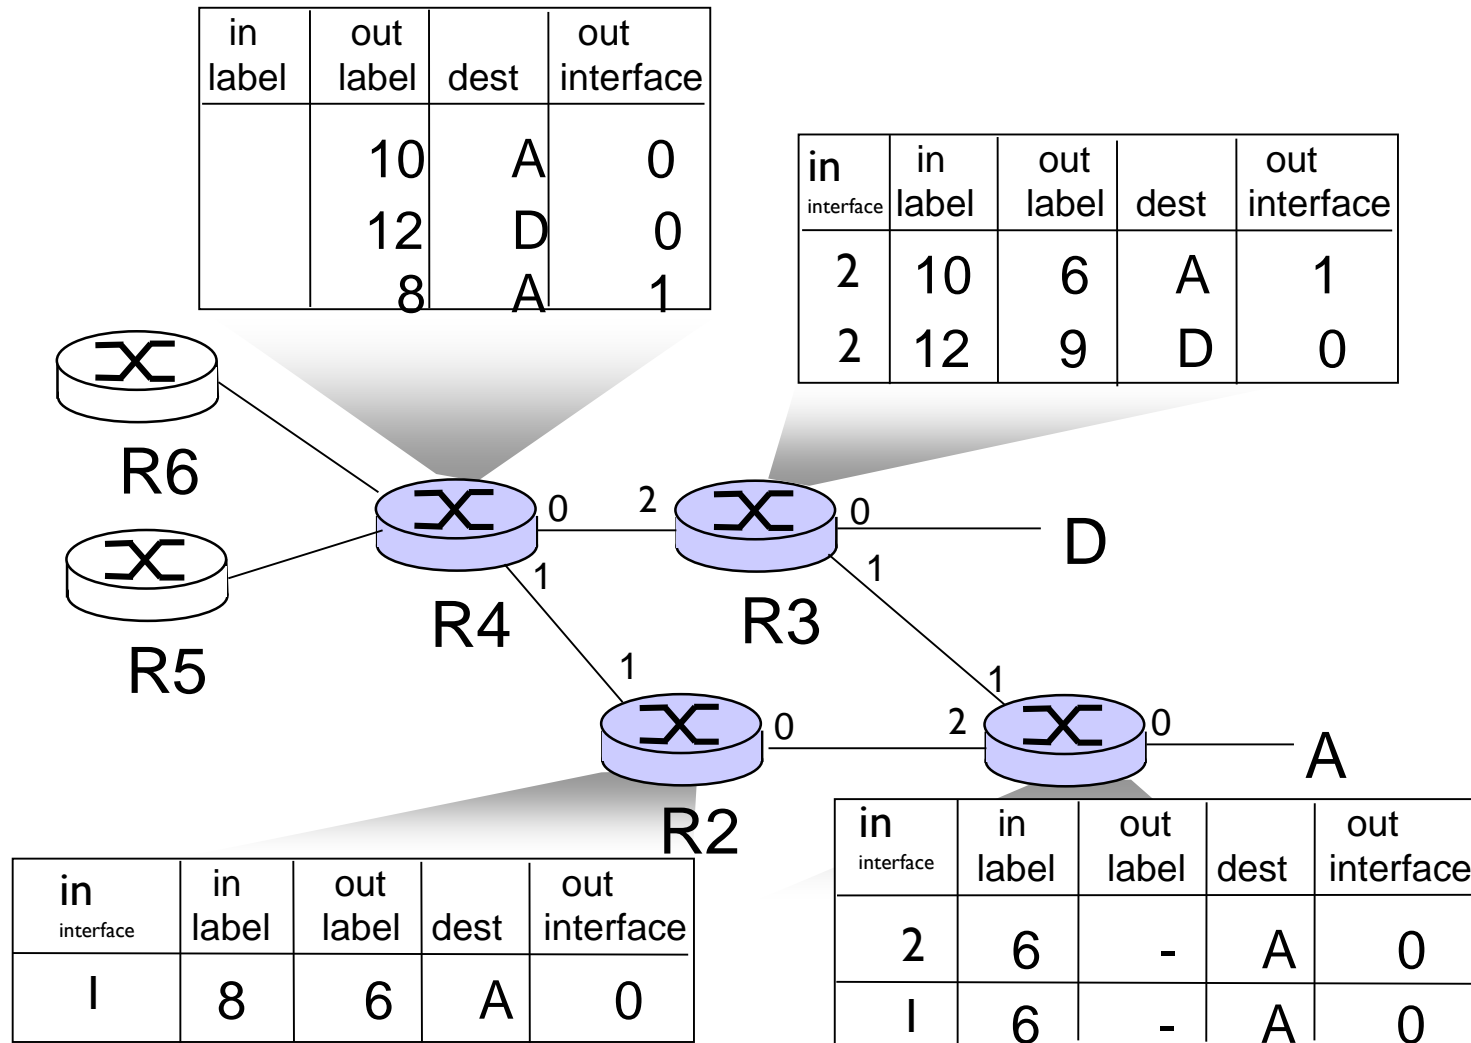 in out out
label label dest interface
10 A 0
12 D 0
8 A 1
in in out out
interface label label dest interface
2 10 6 A 1
2 12 9 D 0
R6
0 2 0
D
1 1
R4 R3
R5
1 1
0 2 0
A
R2
in in out out
interface label label dest interface
2 6 - A 0
1 6 - A 0
in in out out
interface label label dest interface
1 8 6 A 0